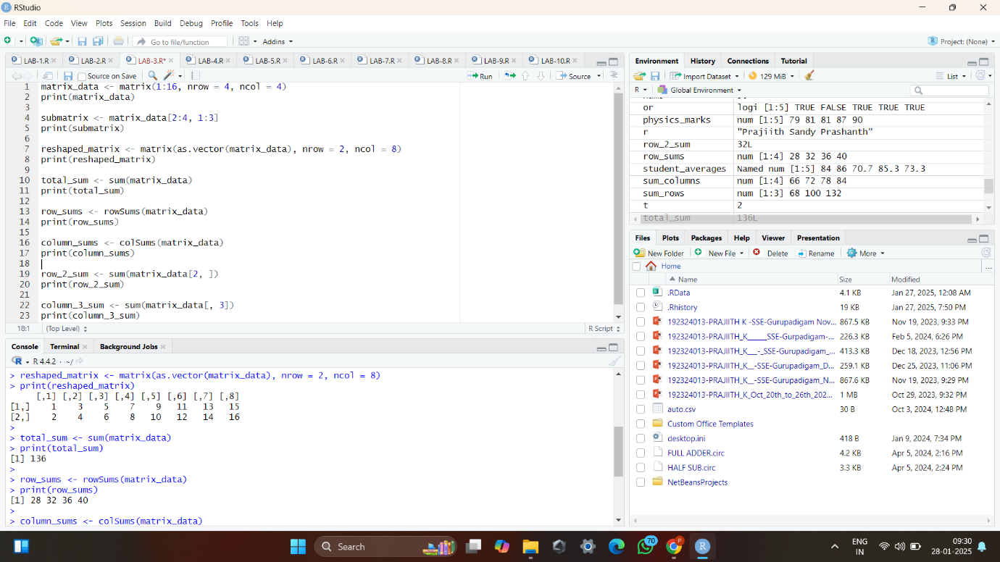 RStudio
File Edit Code View Plots Session Build Debug Profile Tools Help
Go to file/function Addins Project: (None)
LAB-1.R LAB-2.R LAB-3.R* LAB-4.R LAB-5.R LAB-6.R LAB-7.R LAB-8.R LAB-9.R LAB-10.R
Source on Save Run Source
1 matrix_data <- matrix(1:16, nrow = 4, ncol = 4)
2 print(matrix_data)
3
4 submatrix <- matrix_data[2:4, 1:3]
5 print(submatrix)
6
7 reshaped_matrix <- matrix(as.vector(matrix_data), nrow = 2, ncol = 8)
8 print(reshaped_matrix)
9
10 total_sum <- sum(matrix_data)
11 print(total_sum)
12
13 row_sums <- rowSums(matrix_data)
14 print(row_sums)
15
16 column_sums <- colSums(matrix_data)
17 print(column_sums)
18
19 row_2_sum <- sum(matrix_data[2, ])
20 print(row_2_sum)
21
22 column_3_sum <- sum(matrix_data[, 3])
23 print(column_3_sum)
18:1 (Top Level) R Script
Console Terminal Background Jobs
R 4.4.2 · ~/
> reshaped_matrix <- matrix(as.vector(matrix_data), nrow = 2, ncol = 8)
> print(reshaped_matrix)
[,1] [,2] [,3] [,4] [,5] [,6] [,7] [,8]
[1,] 1 3 5 7 9 11 13 15
[2,] 2 4 6 8 10 12 14 16
>
> total_sum <- sum(matrix_data)
> print(total_sum)
[1] 136
>
> row_sums <- rowSums(matrix_data)
> print(row_sums)
[1] 28 32 36 40
>
> column_sums <- colSums(matrix_data)
Environment History Connections Tutorial
Import Dataset 129 MiB List
R Global Environment
or logi [1:5] TRUE FALSE TRUE TRUE TRUE
physics_marks num [1:5] 79 81 81 87 90
r "Prajiith Sandy Prashanth"
row_2_sum 32L
row_sums num [1:4] 28 32 36 40
student_averages Named num [1:5] 84 86 70.7 85.3 73.3
sum_columns num [1:4] 66 72 78 84
sum_rows num [1:3] 68 100 132
t 2
total_sum 136L
Files Plots Packages Help Viewer Presentation
New Folder New File Delete Rename More
Home ...
Name Size Modified
.RData 4.1 KB Jan 27, 2025, 12:08 AM
.Rhistory 19 KB Jan 27, 2025, 7:50 PM
192324013-PRAJIITH K -SSE-Gurupadigam Nov... 867.5 KB Nov 19, 2023, 9:33 PM
192324013-PRAJIITH_K_____SSE-Gurpadigam-... 226.3 KB Feb 5, 2024, 6:26 PM
192324013-PRAJIITH_K___-_SSE-Gurupadigam_... 413.3 KB Dec 18, 2023, 12:56 PM
192324013-PRAJIITH_K__-SSE-Gurupadigam_D... 259.1 KB Dec 25, 2023, 11:06 PM
192324013-PRAJIITH_K__-SSE-Gurupadigam_N... 867.6 KB Nov 19, 2023, 9:29 PM
192324013-PRAJIITH_K_Oct_20th_to_26th_202... 1 MB Oct 29, 2023, 9:32 PM
auto.csv 30 B Oct 3, 2024, 12:48 PM
Custom Office Templates
desktop.ini 418 B Jan 9, 2024, 7:34 PM
FULL ADDER.circ 4.2 KB Apr 5, 2024, 2:16 PM
HALF SUB.circ 3.3 KB Apr 5, 2024, 2:24 PM
NetBeansProjects
Search 70 P R ENG IN 09:30 28-01-2025